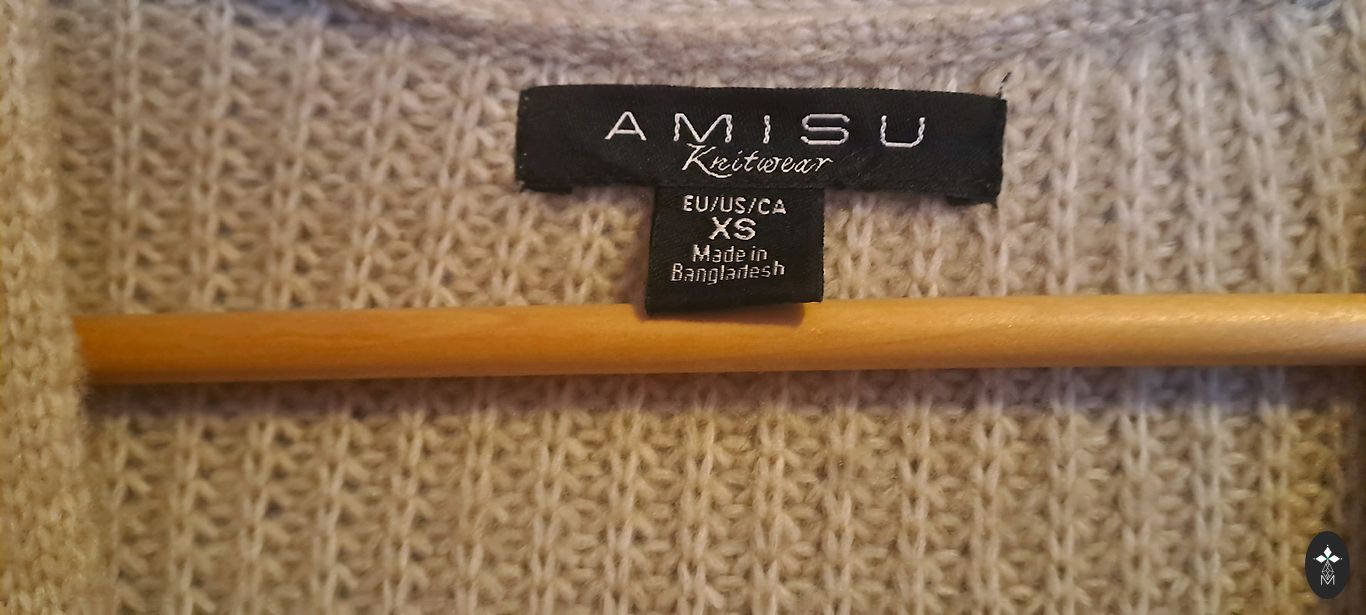 AMISU
Knitwear
EU/US/CA
XS
Made in
Bangladesh
M